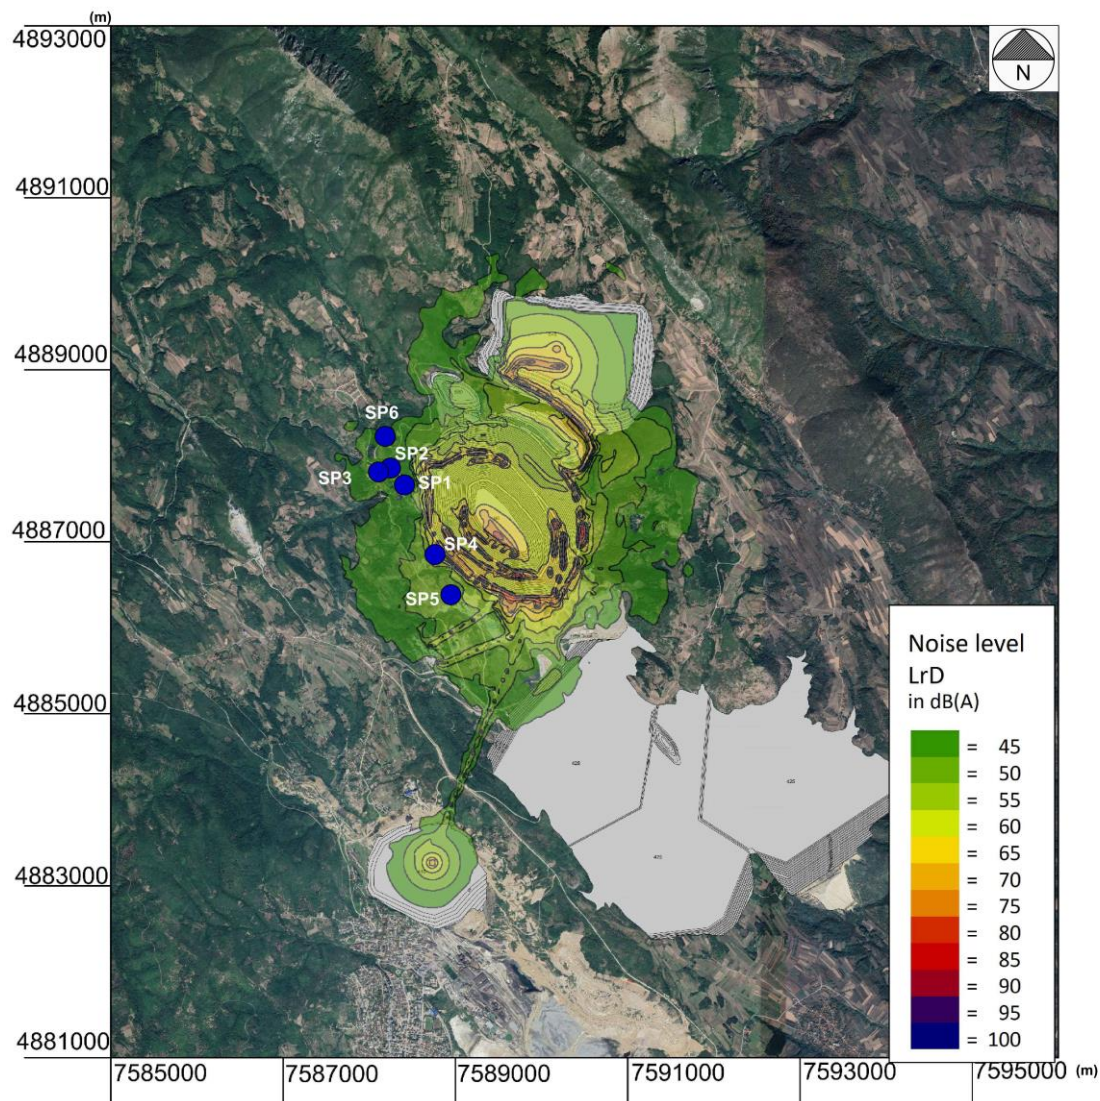 (m)
4893000
N
4891000
4889000
SP6
SP2
SP3
SP1
4887000
SP4
SP5
Noise level
LrD
in dB(A)
4885000
= 45
= 50
= 55
= 60
= 65
= 70
4883000
= 75
= 80
= 85
= 90
= 95
= 100
4881000
7585000 7587000 7589000 7591000 7593000 7595000 (m)